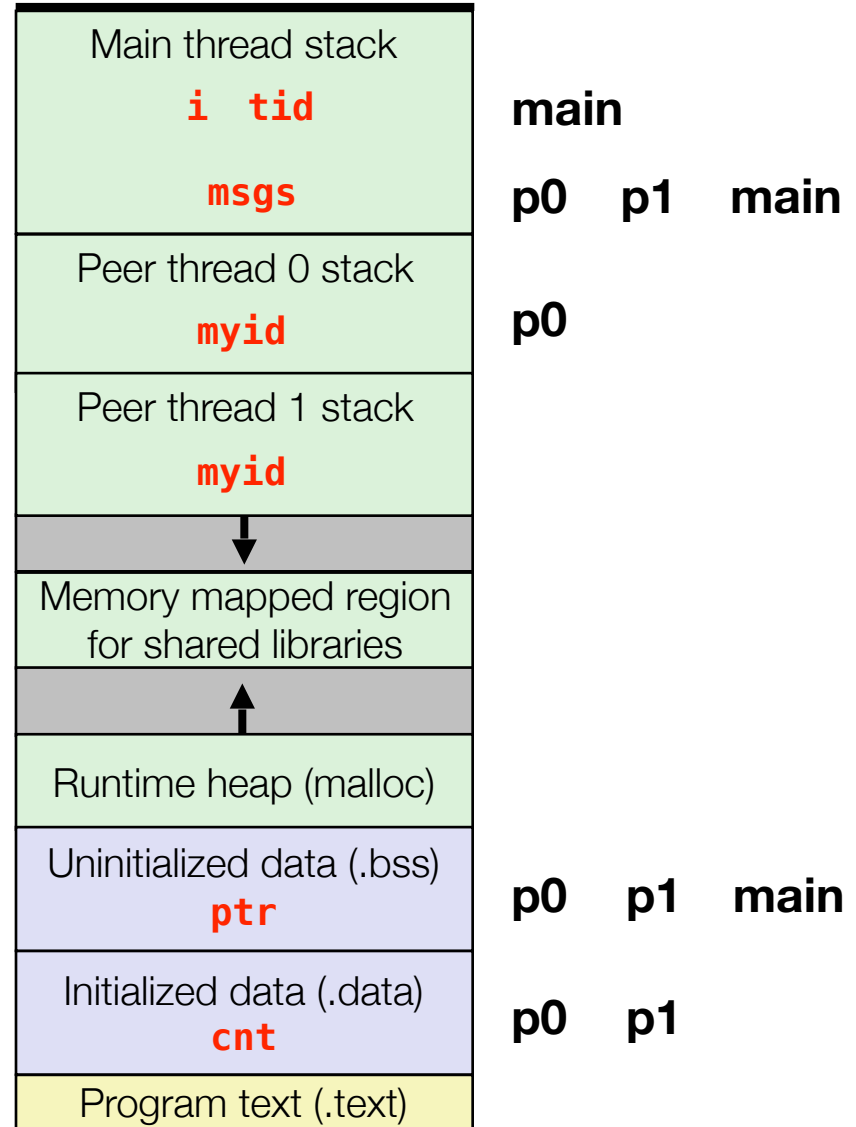 Main thread stack
i tid main
msgs p0 p1 main
Peer thread 0 stack
myid p0
Peer thread 1 stack
myid
Memory mapped region
for shared libraries
Runtime heap (malloc)
Uninitialized data (.bss)
ptr p0 p1 main
Initialized data (.data)
cnt p0 p1
Program text (.text)